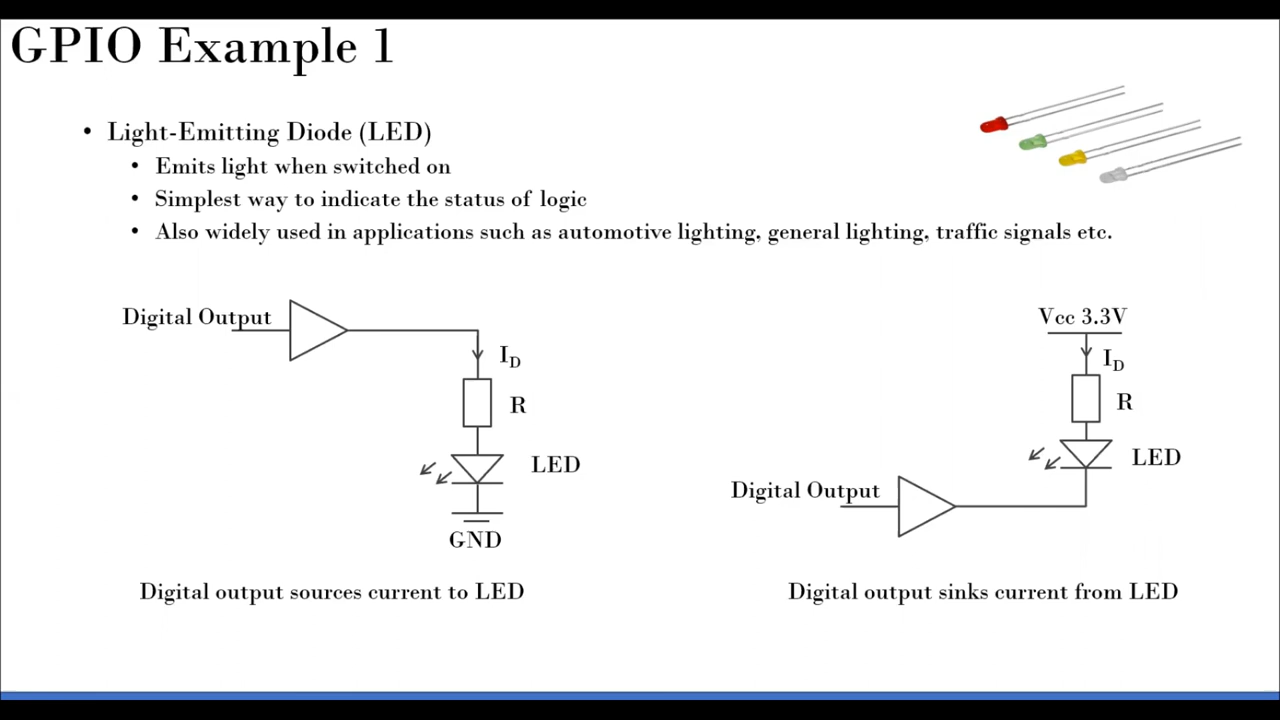 GPIO Example 1
• Light-Emitting Diode (LED)
• Emits light when switched on
• Simplest way to indicate the status of logic
• Also widely used in applications such as automotive lighting, general lighting, traffic signals etc.
Digital Output
I_D
R
LED
GND
Digital output sources current to LED
Vcc 3.3V
I_D
R
LED
Digital Output
Digital output sinks current from LED